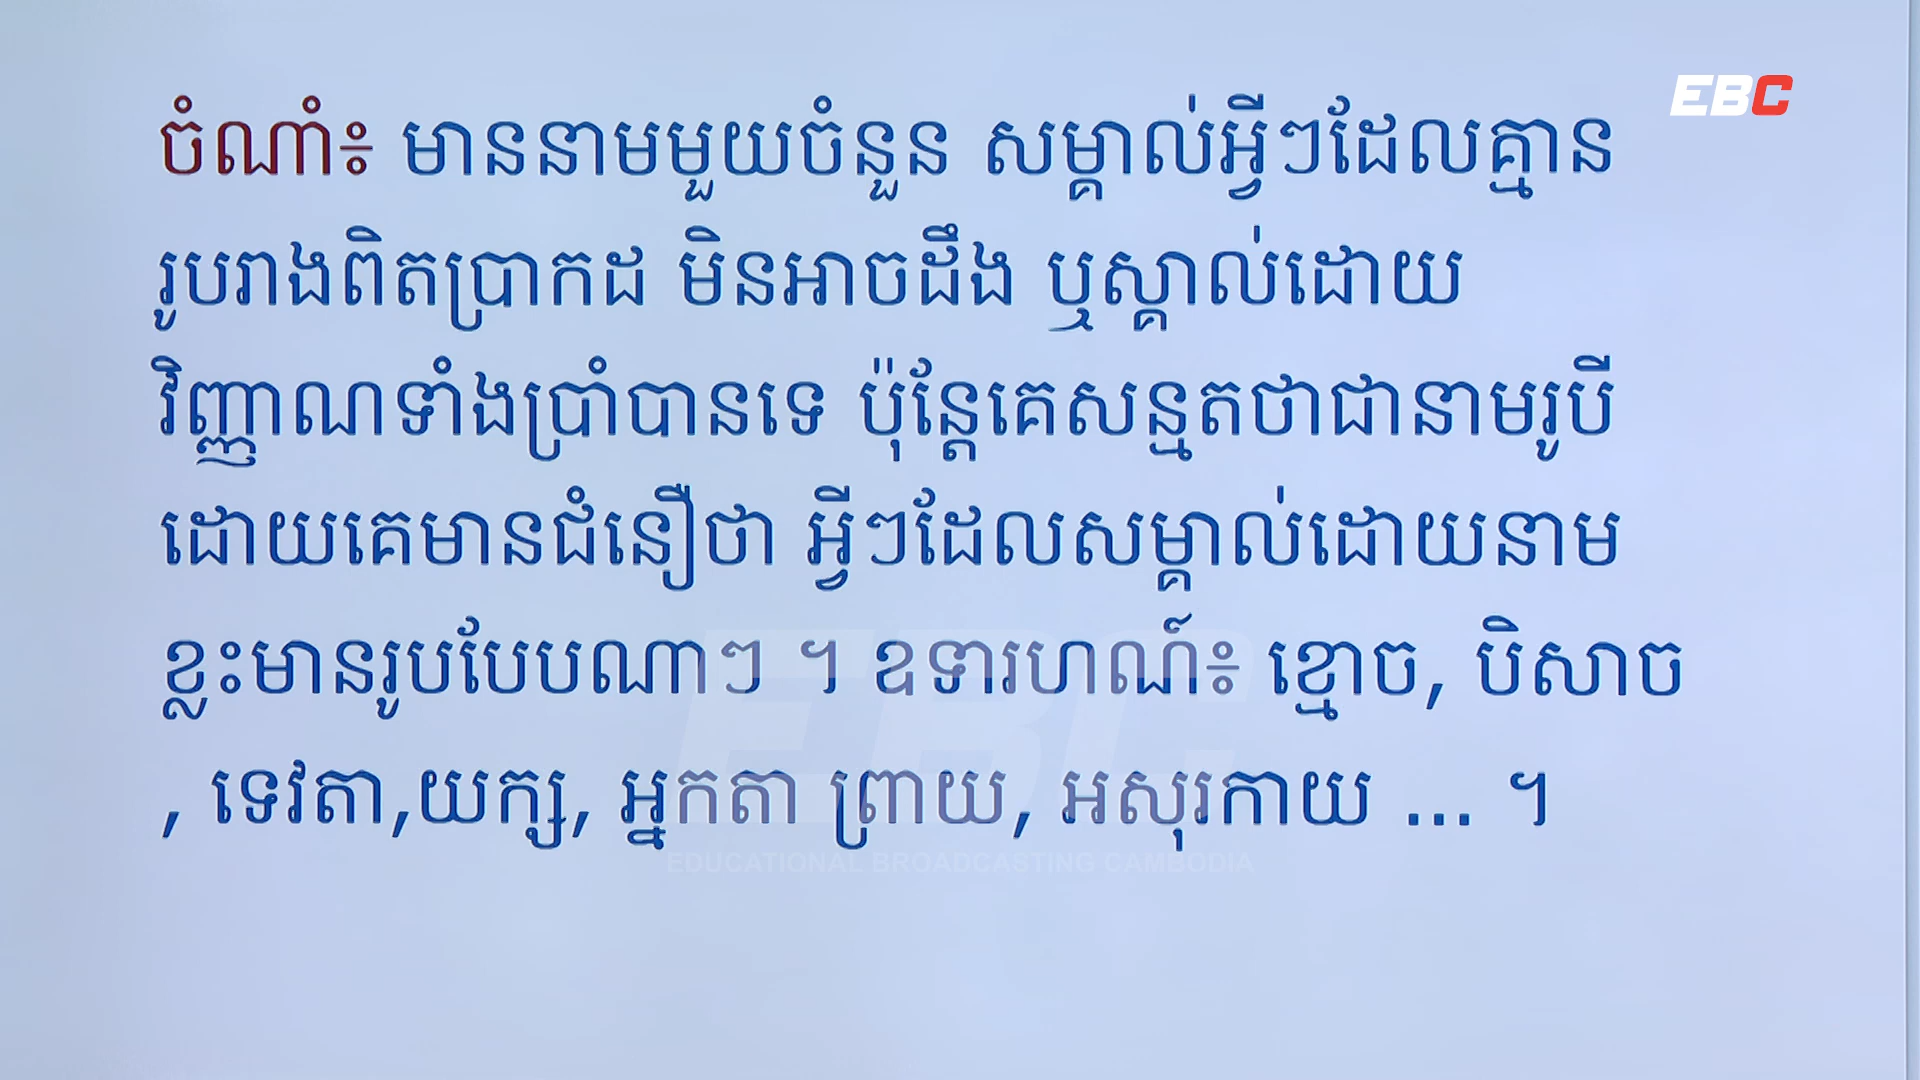 EBC
ចំណាំ៖ មាននាមមួយចំនួន សម្គាល់អ្វីៗដែលគ្មាន
រូបរាងពិតប្រាកដ មិនអាចដឹង ឬស្គាល់ដោយ
វិញ្ញាណទាំងប្រាំបានទេ ប៉ុន្តែគេសន្មតថាជានាមរូបី
ដោយគេមានជំនឿថា អ្វីៗដែលសម្គាល់ដោយនាម
ខ្លះមានរូបបែបណាៗ ។ ឧទារហណ៍៖ ខ្មោច, បិសាច
, ទេវតា,យក្ស, អ្នកតា ព្រាយ, អសុរកាយ ... ។
EBC
EDUCATIONAL BROADCASTING CAMBODIA